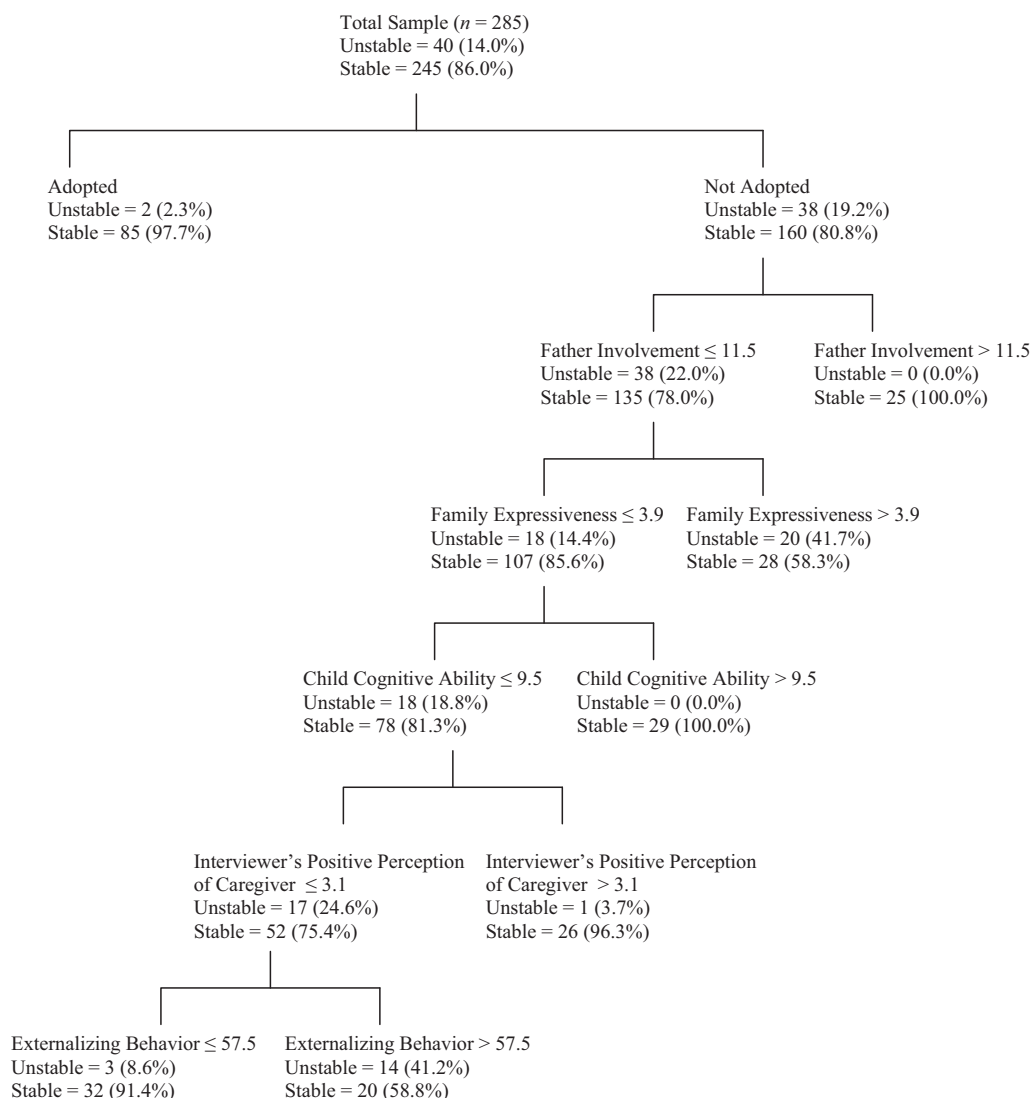 Total Sample (n = 285)
Unstable = 40 (14.0%)
Stable = 245 (86.0%)
Adopted
Unstable = 2 (2.3%)
Stable = 85 (97.7%)
Not Adopted
Unstable = 38 (19.2%)
Stable = 160 (80.8%)
Father Involvement ≤ 11.5
Unstable = 38 (22.0%)
Stable = 135 (78.0%)
Father Involvement > 11.5
Unstable = 0 (0.0%)
Stable = 25 (100.0%)
Family Expressiveness ≤ 3.9
Unstable = 18 (14.4%)
Stable = 107 (85.6%)
Family Expressiveness > 3.9
Unstable = 20 (41.7%)
Stable = 28 (58.3%)
Child Cognitive Ability ≤ 9.5
Unstable = 18 (18.8%)
Stable = 78 (81.3%)
Child Cognitive Ability > 9.5
Unstable = 0 (0.0%)
Stable = 29 (100.0%)
Interviewer’s Positive Perception
of Caregiver ≤ 3.1
Unstable = 17 (24.6%)
Stable = 52 (75.4%)
Interviewer’s Positive Perception
of Caregiver > 3.1
Unstable = 1 (3.7%)
Stable = 26 (96.3%)
Externalizing Behavior ≤ 57.5
Unstable = 3 (8.6%)
Stable = 32 (91.4%)
Externalizing Behavior > 57.5
Unstable = 14 (41.2%)
Stable = 20 (58.8%)